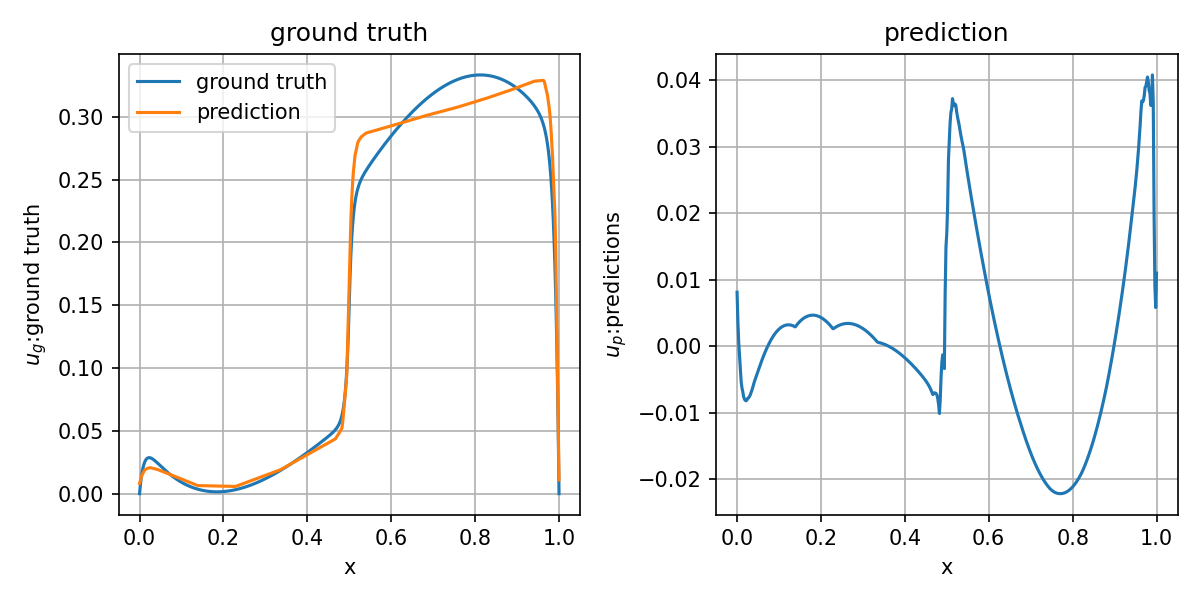 ground truth
ground truth
prediction
0.30
0.25
0.20
0.15
0.10
0.05
0.00
u_g:ground truth
0.0 0.2 0.4 0.6 0.8 1.0
x
prediction
0.04
0.03
0.02
0.01
0.00
−0.01
−0.02
u_p:predictions
0.0 0.2 0.4 0.6 0.8 1.0
x